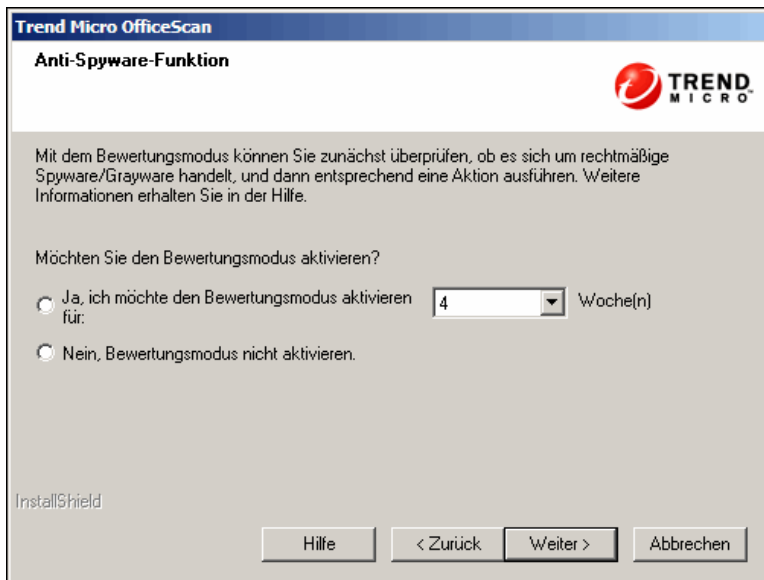 Trend Micro OfficeScan
Anti-Spyware-Funktion
TREND
MICRO™
Mit dem Bewertungsmodus können Sie zunächst überprüfen, ob es sich um rechtmäßige
Spyware/Grayware handelt, und dann entsprechend eine Aktion ausführen. Weitere
Informationen erhalten Sie in der Hilfe.
Möchten Sie den Bewertungsmodus aktivieren?
Ja, ich möchte den Bewertungsmodus aktivieren
für:
4
Woche(n)
Nein, Bewertungsmodus nicht aktivieren.
InstallShield
Hilfe
< Zurück
Weiter >
Abbrechen